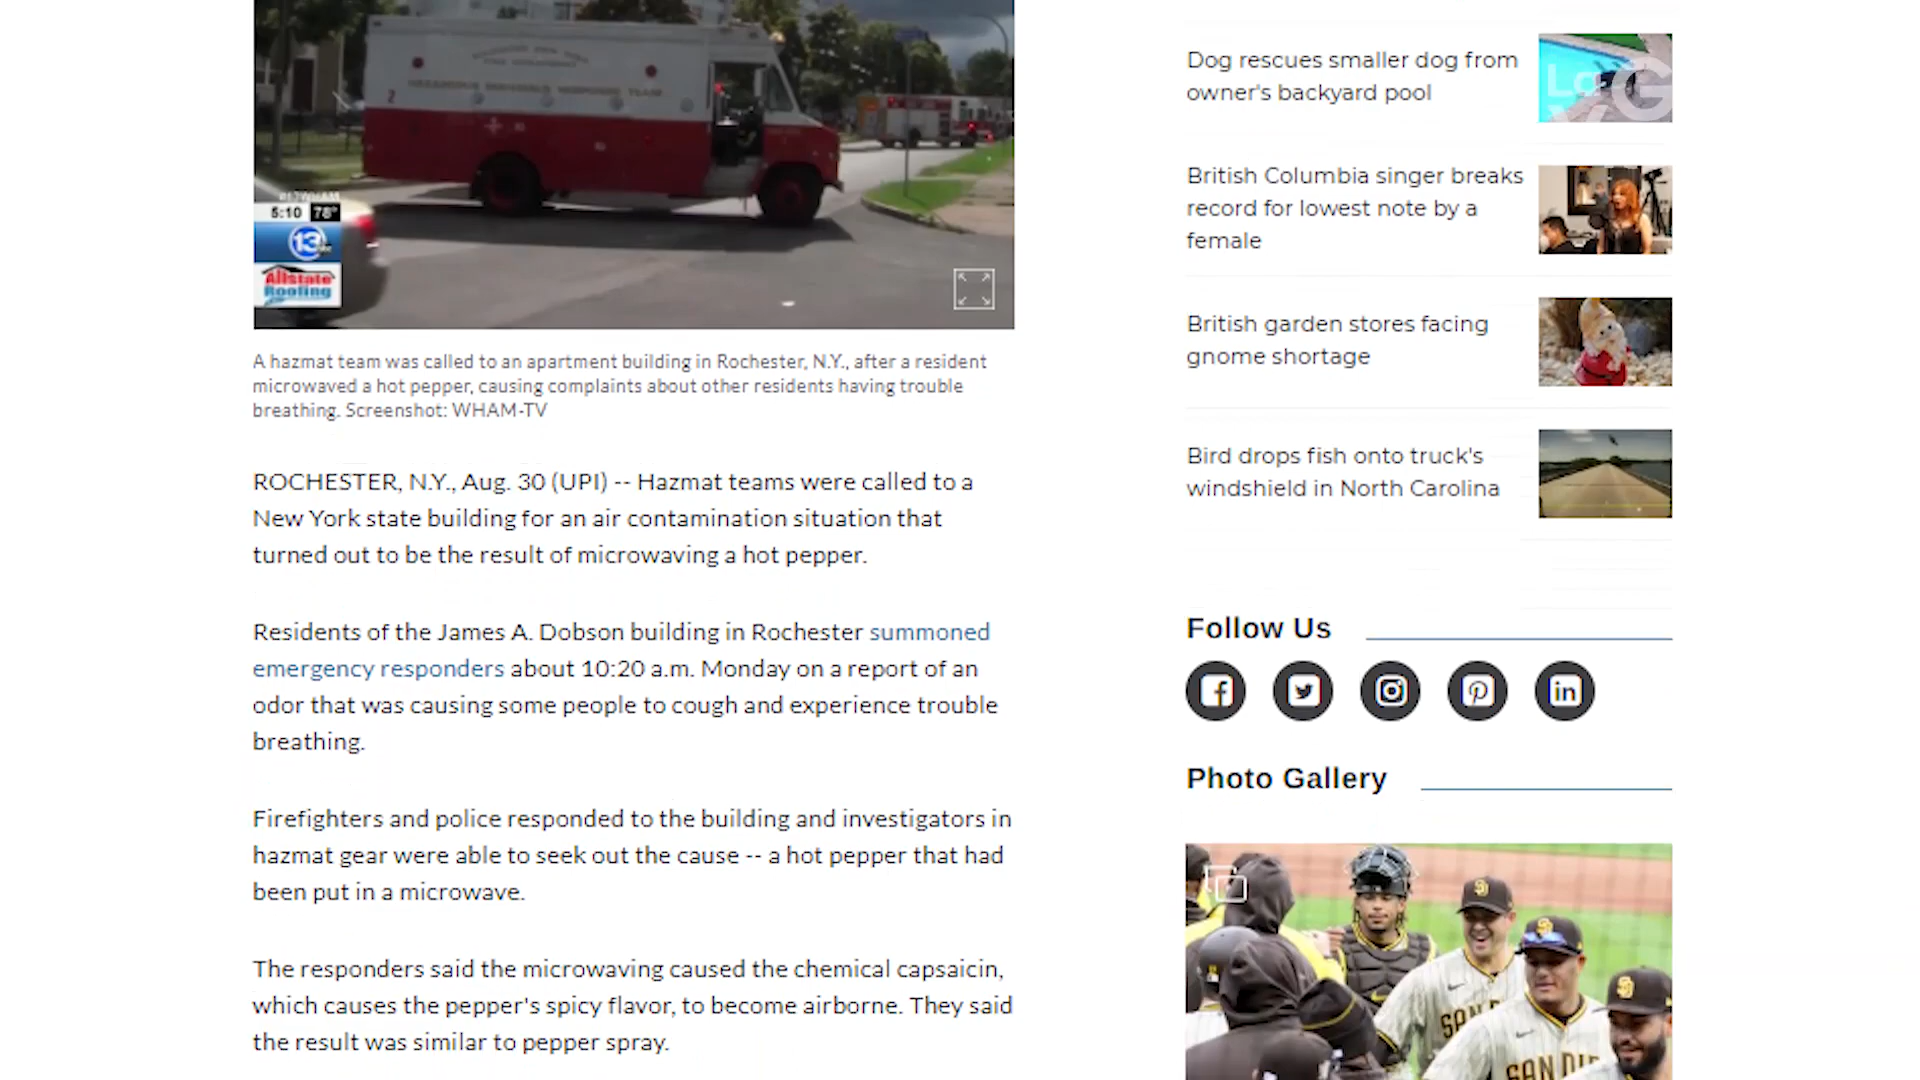 2
5:10 78°
13
Allstate
Roofing
A hazmat team was called to an apartment building in Rochester, N.Y., after a resident
microwaved a hot pepper, causing complaints about other residents having trouble
breathing. Screenshot: WHAM-TV
ROCHESTER, N.Y., Aug. 30 (UPI) -- Hazmat teams were called to a
New York state building for an air contamination situation that
turned out to be the result of microwaving a hot pepper.
Residents of the James A. Dobson building in Rochester summoned
emergency responders about 10:20 a.m. Monday on a report of an
odor that was causing some people to cough and experience trouble
breathing.
Firefighters and police responded to the building and investigators in
hazmat gear were able to seek out the cause -- a hot pepper that had
been put in a microwave.
The responders said the microwaving caused the chemical capsaicin,
which causes the pepper's spicy flavor, to become airborne. They said
the result was similar to pepper spray.
Dog rescues smaller dog from
owner's backyard pool
British Columbia singer breaks
record for lowest note by a
female
British garden stores facing
gnome shortage
Bird drops fish onto truck's
windshield in North Carolina
Follow Us
Photo Gallery
SAN DIE